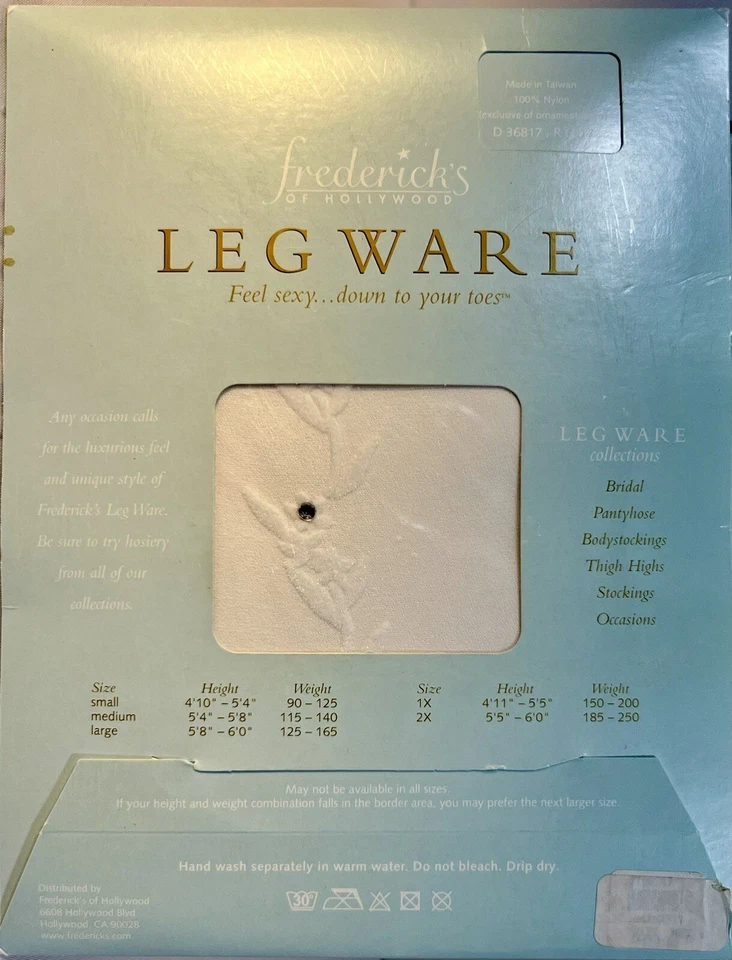 Made in Taiwan
100% Nylon
(exclusive of
D 36817
frederick's
OF HOLLYWOOD
LEG WARE
Feel sexy...down to your toes™
Any occasion calls
for the luxurious feel
and unique style of
Frederick's Leg Ware.
Be sure to try hosiery
from all of our
collections.
LEG WARE
collections
Bridal
Pantyhose
Bodystockings
Thigh Highs
Stockings
Occasions
Size Height Weight Size Height Weight
small 4'10" – 5'4" 90 – 125 1X 4'11" – 5'5" 150 – 200
medium 5'4" – 5'8" 115 – 140 2X 5'5" – 6'0" 185 – 250
large 5'8" – 6'0" 125 – 165
May not be available in all sizes.
If your height and weight combination falls in the border area, you may prefer the next larger size.
Hand wash separately in warm water. Do not bleach. Drip dry.
30°
Distributed by
Frederick's of Hollywood
6608 Hollywood Blvd.
Hollywood, CA 90028
www.fredericks.com